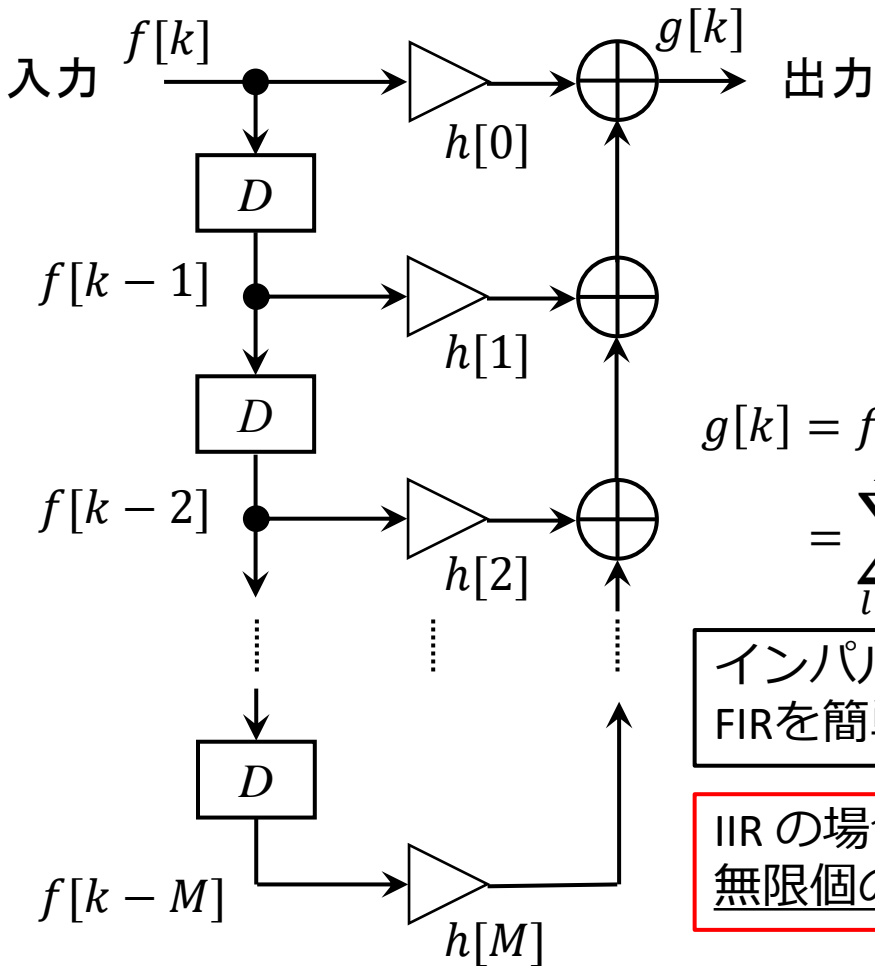 入力 f[k] g[k] 出力
h[0]
D
f[k − 1]
h[1]
D
g[k] = f
f[k − 2]
= ∑
l
h[2]
インパル
FIRを簡
D
IIR の場
無限個の
f[k − M]
h[M]